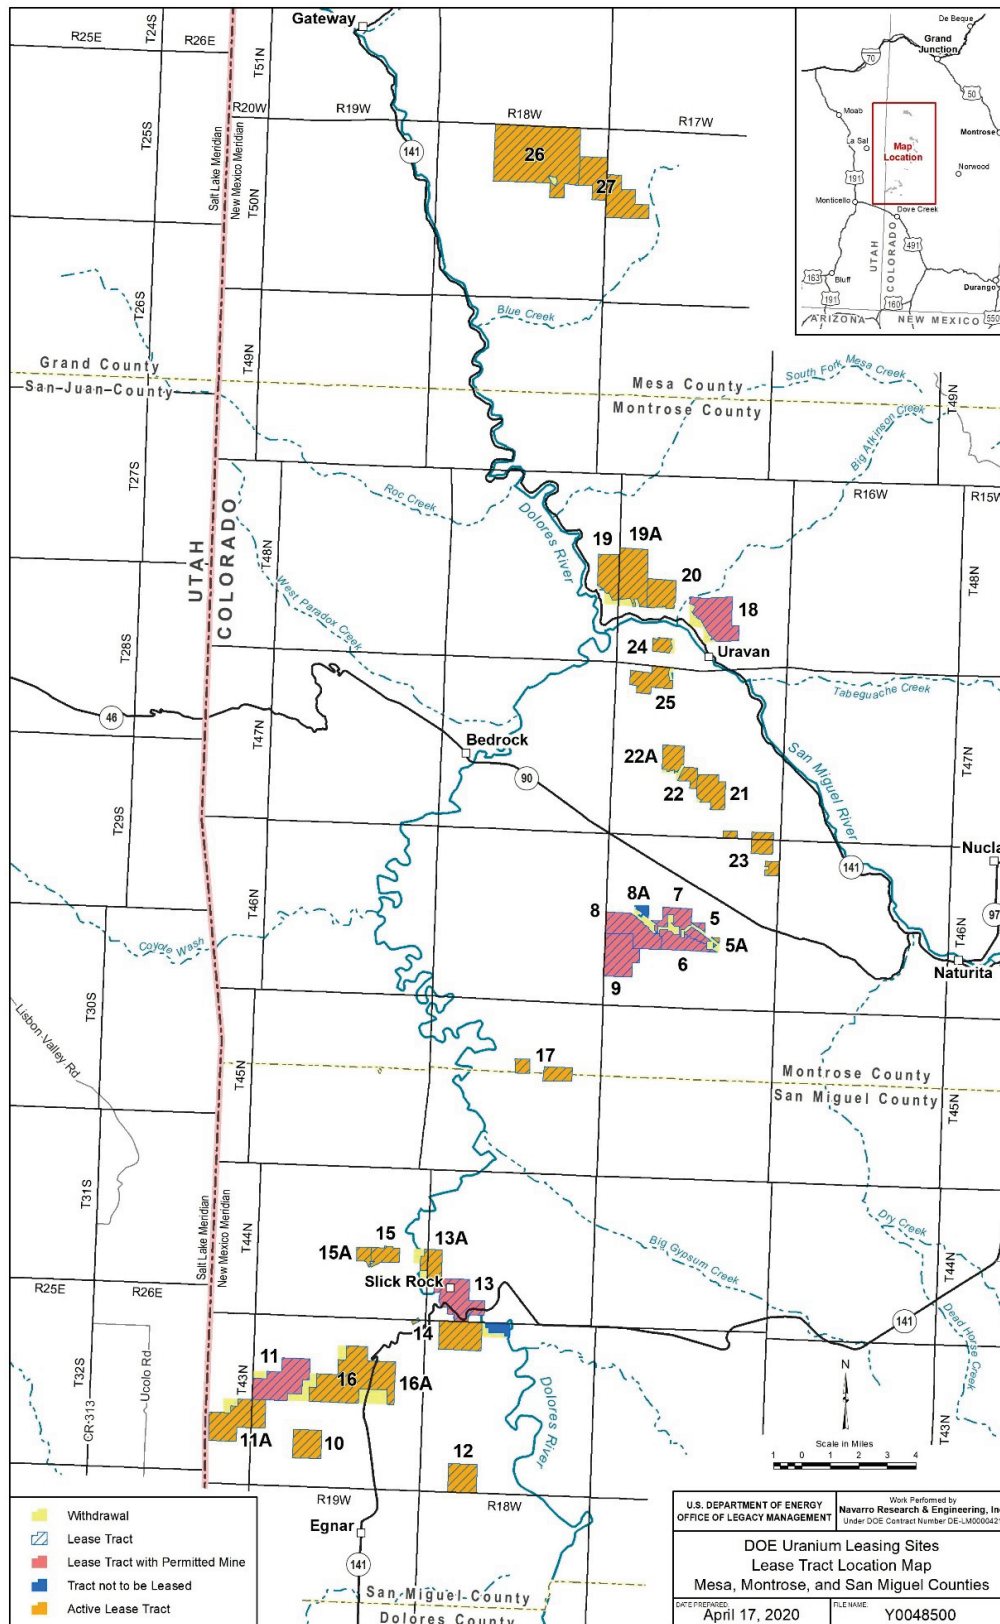 Gateway
R25E
T24S
R26E
T51N
R20W
R19W
R18W
R17W
T25S
Salt Lake Meridian
New Mexico Meridian
T50N
141
26
27
De Beque
Grand Junction
70
50
Moab
La Sal
Map Location
Montrose
Norwood
191
Monticello
Dove Creek
491
UTAH
COLORADO
163
Bluff
191
160
Durango
550
ARIZONA
NEW MEXICO
T26S
Blue Creek
T49N
Grand County
San Juan County
Mesa County
Montrose County
South Fork Mesa Creek
Big Atkinson Creek
T49N
T27S
Roc Creek
Dolores River
R16W
R15W
UTAH
COLORADO
T48N
West Paradox Creek
19
19A
20
18
T48N
T28S
24
Uravan
25
Tabeguache Creek
46
T47N
Bedrock
90
22A
22
21
San Miguel River
T47N
T29S
23
141
Nucla
97
8A
7
8
5
5A
6
9
T46N
T46N
Naturita
Coyote Wash
T30S
Lisbon Valley Rd
T45N
17
Montrose County
San Miguel County
T45N
T31S
Salt Lake Meridian
New Mexico Meridian
T44N
15A
15
13A
Slick Rock
13
Big Gypsum Creek
Dry Creek
T44N
Dead Horse Creek
R25E
R26E
14
141
T32S
CR-313
Ucolo Rd
11
T43N
16
16A
11A
10
12
Dolores River
T43N
N
Scale in Miles
1 0 1 2 3 4
R19W
R18W
Egnar
141
San Miguel County
Dolores County
Withdrawal
Lease Tract
Lease Tract with Permitted Mine
Tract not to be Leased
Active Lease Tract
U.S. DEPARTMENT OF ENERGY
OFFICE OF LEGACY MANAGEMENT
Work Performed by
Navarro Research & Engineering,
Under DOE Contract Number
DOE Uranium Leasing Sites
Lease Tract Location Map
Mesa, Montrose, and San Miguel Counties
DATE PREPARED:
April 17, 2020
FILE NAME:
Y0048500